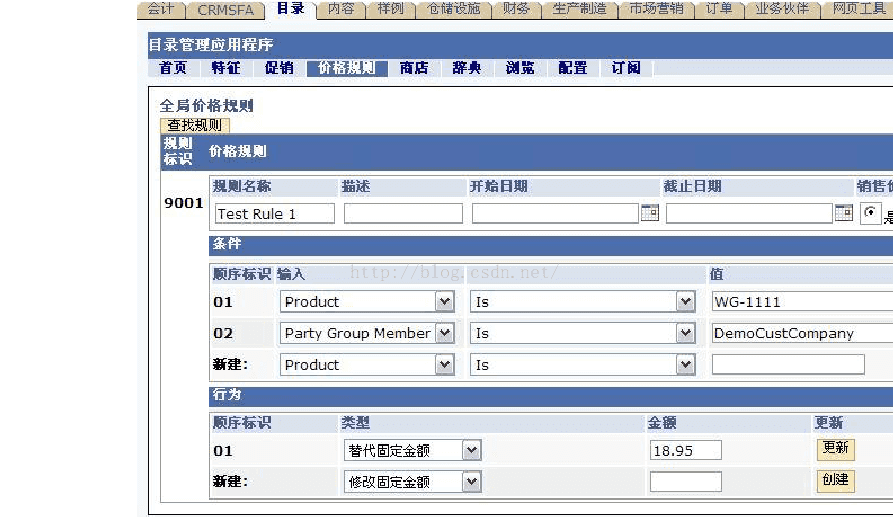 会计 CRMSFA 目录 内容 样例 仓储设施 财务 生产制造 市场营销 订单 业务伙伴 网页工具
目录管理应用程序
首页 特征 促销 价格规则 商店 辞典 浏览 配置 订阅
全局价格规则
查找规则
规则标识 价格规则
规则名称 描述 开始日期 截止日期 销售
9001 Test Rule 1 是
条件
顺序标识 输入 值
http://blog.csdn.net/
01 Product Is WG-1111
02 Party Group Member Is DemoCustCompany
新建: Product Is
行为
顺序标识 类型 金额 更新
01 替代固定金额 18.95 更新
新建: 修改固定金额 创建